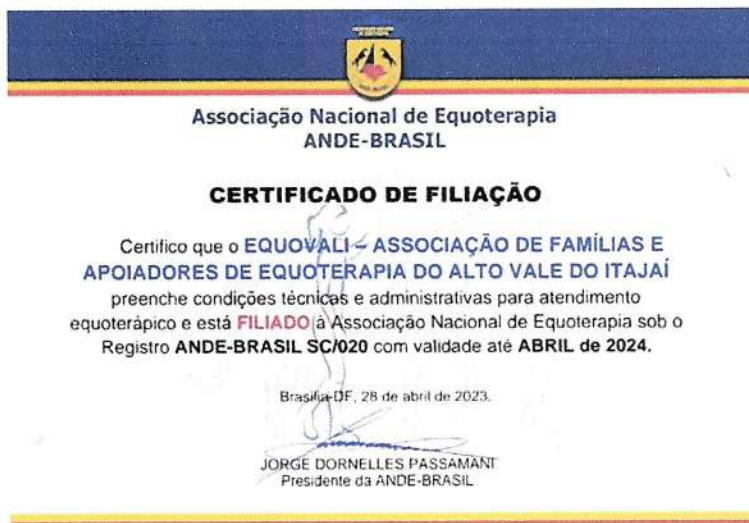 Associação Nacional de Equoterapia
ANDE-BRASIL
CERTIFICADO DE FILIAÇÃO
Certifico que o EQUOVALI – ASSOCIAÇÃO DE FAMÍLIAS E
APOIADORES DE EQUOTERAPIA DO ALTO VALE DO ITAJAÍ
preenche condições técnicas e administrativas para atendimento
equoterápico e está FILIADO à Associação Nacional de Equoterapia sob o
Registro ANDE-BRASIL SC/020 com validade até ABRIL de 2024.
Brasília-DF, 28 de abril de 2023.
JORGE DORNELLES PASSAMANI
Presidente da ANDE-BRASIL